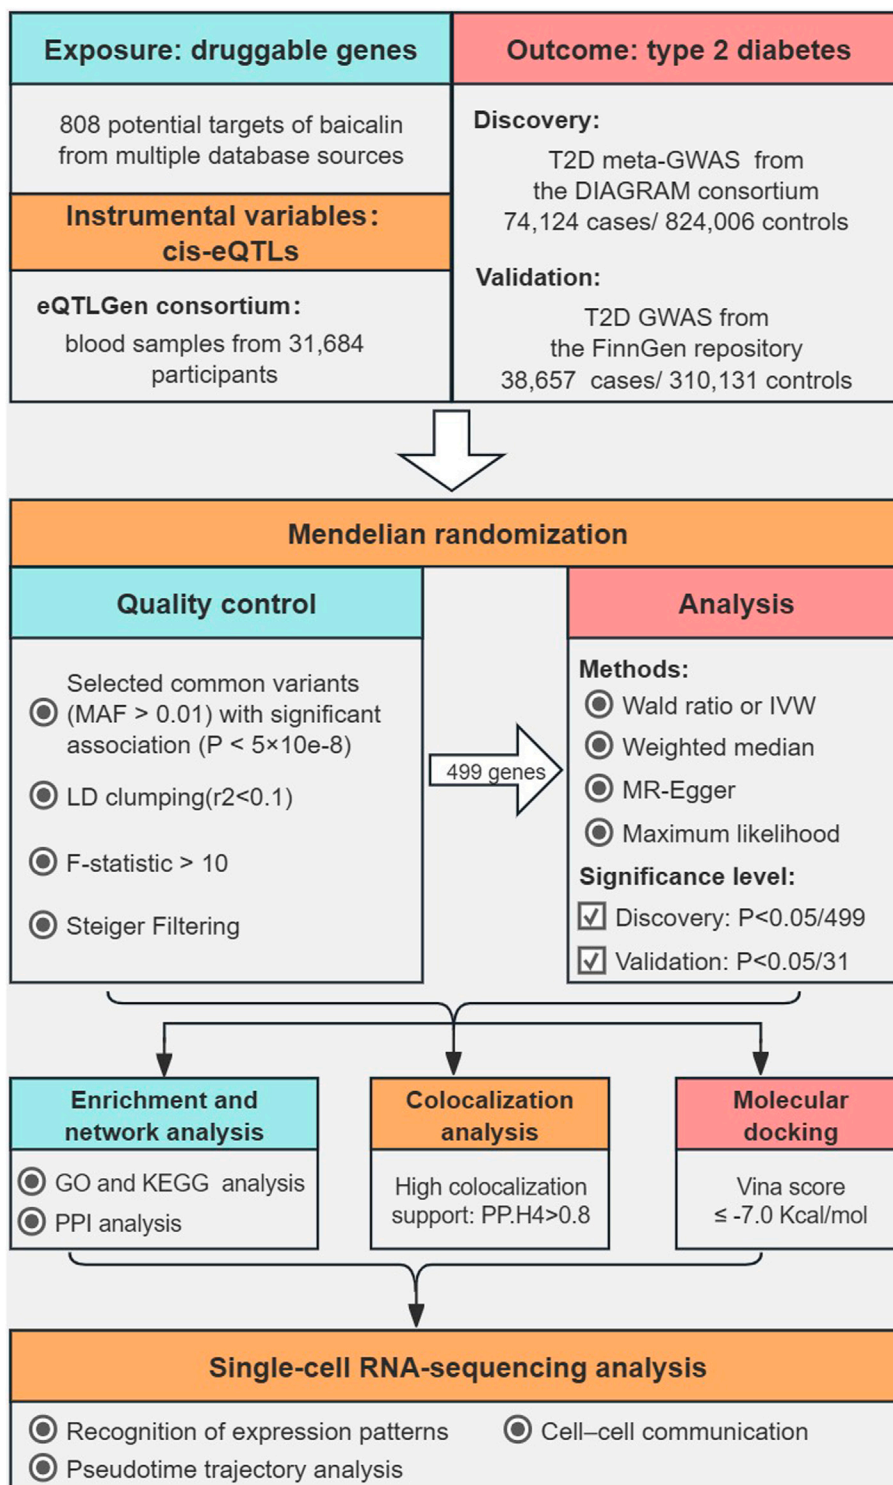 Exposure: druggable genes
808 potential targets of baicalin
from multiple database sources
Instrumental variables:
cis-eQTLs
eQTLGen consortium:
blood samples from 31,684
participants
Outcome: type 2 diabetes
Discovery:
T2D meta-GWAS from
the DIAGRAM consortium
74,124 cases/ 824,006 controls
Validation:
T2D GWAS from
the FinnGen repository
38,657 cases/ 310,131 controls
Mendelian randomization
Quality control
Selected common variants
(MAF > 0.01) with significant
association (P < 5×10e-8)
LD clumping(r2<0.1)
F-statistic > 10
Steiger Filtering
499 genes
Analysis
Methods:
Wald ratio or IVW
Weighted median
MR-Egger
Maximum likelihood
Significance level:
Discovery: P<0.05/499
Validation: P<0.05/31
Enrichment and
network analysis
GO and KEGG analysis
PPI analysis
Colocalization
analysis
High colocalization
support: PP.H4>0.8
Molecular
docking
Vina score
≤ -7.0 Kcal/mol
Single-cell RNA-sequencing analysis
Recognition of expression patterns
Cell–cell communication
Pseudotime trajectory analysis